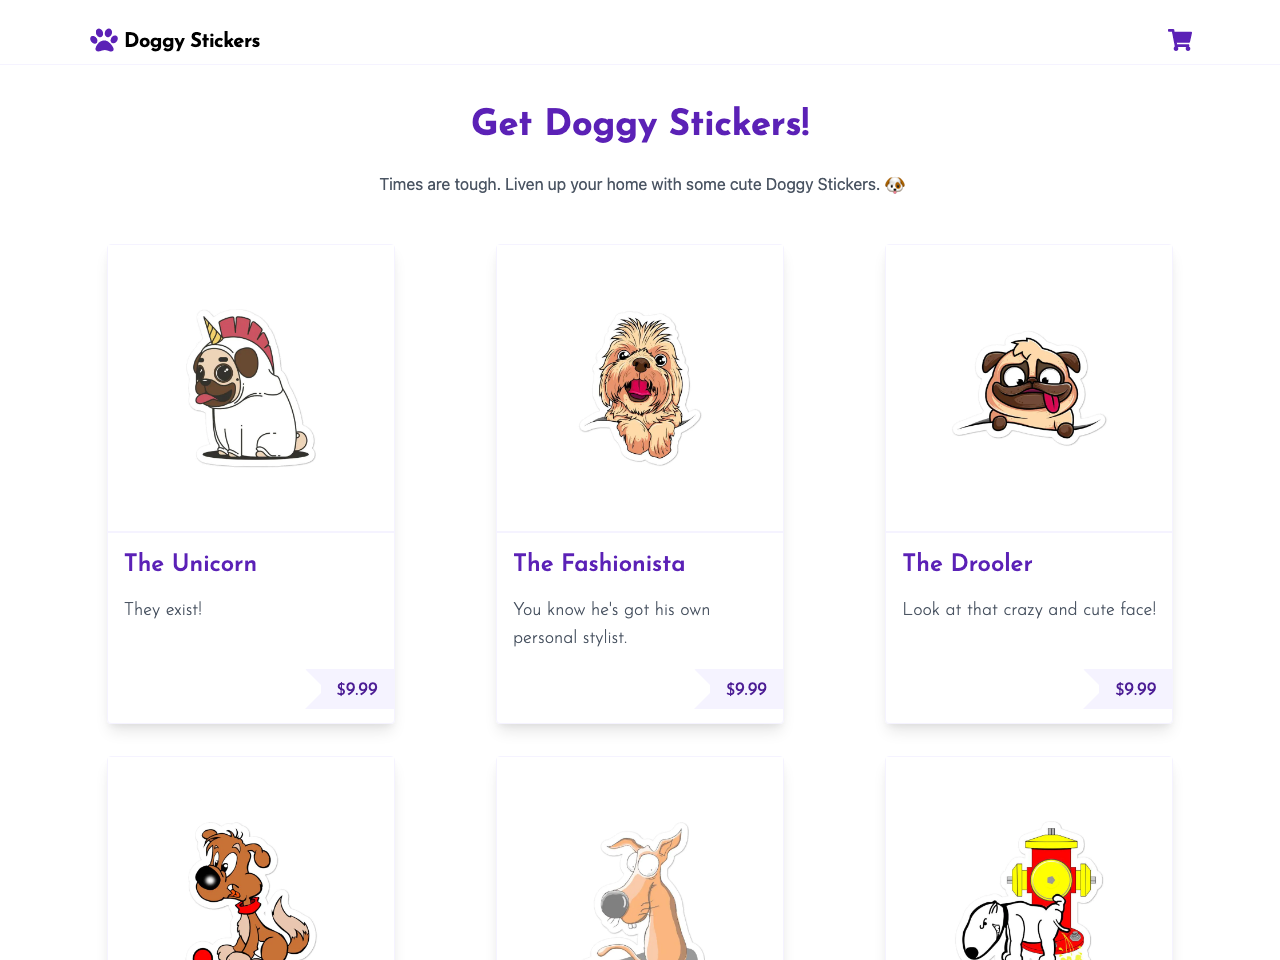 Doggy Stickers
Get Doggy Stickers!
Times are tough. Liven up your home with some cute Doggy Stickers. 🐶
The Unicorn
They exist!
$9.99
The Fashionista
You know he's got his own
personal stylist.
$9.99
The Drooler
Look at that crazy and cute face!
$9.99